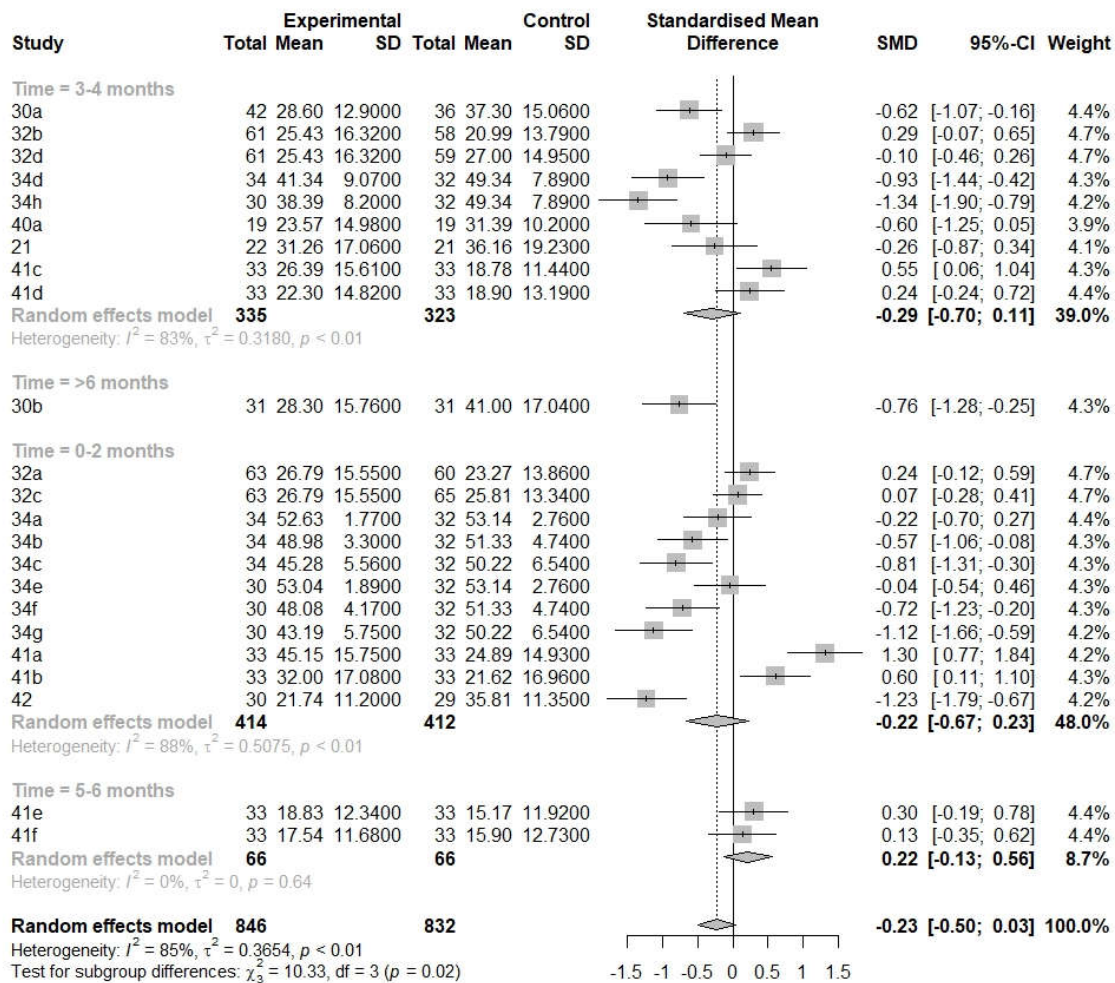 Experimental Control Standardised Mean
Study Total Mean SD Total Mean SD Difference SMD 95%-CI Weight
Time = 3-4 months
30a 42 28.60 12.9000 36 37.30 15.0600 -0.62 [-1.07; -0.16] 4.4%
32b 61 25.43 16.3200 58 20.99 13.7900 0.29 [-0.07; 0.65] 4.7%
32d 61 25.43 16.3200 59 27.00 14.9500 -0.10 [-0.46; 0.26] 4.7%
34d 34 41.34 9.0700 32 49.34 7.8900 -0.93 [-1.44; -0.42] 4.3%
34h 30 38.39 8.2000 32 49.34 7.8900 -1.34 [-1.90; -0.79] 4.2%
40a 19 23.57 14.9800 19 31.39 10.2000 -0.60 [-1.25; 0.05] 3.9%
21 22 31.26 17.0600 21 36.16 19.2300 -0.26 [-0.87; 0.34] 4.1%
41c 33 26.39 15.6100 33 18.78 11.4400 0.55 [ 0.06; 1.04] 4.3%
41d 33 22.30 14.8200 33 18.90 13.1900 0.24 [-0.24; 0.72] 4.4%
Random effects model 335 323 -0.29 [-0.70; 0.11] 39.0%
Heterogeneity: I² = 83%, τ² = 0.3180, p < 0.01
Time = >6 months
30b 31 28.30 15.7600 31 41.00 17.0400 -0.76 [-1.28; -0.25] 4.3%
Time = 0-2 months
32a 63 26.79 15.5500 60 23.27 13.8600 0.24 [-0.12; 0.59] 4.7%
32c 63 26.79 15.5500 65 25.81 13.3400 0.07 [-0.28; 0.41] 4.7%
34a 34 52.63 1.7700 32 53.14 2.7600 -0.22 [-0.70; 0.27] 4.4%
34b 34 48.98 3.3000 32 51.33 4.7400 -0.57 [-1.06; -0.08] 4.3%
34c 34 45.28 5.5600 32 50.22 6.5400 -0.81 [-1.31; -0.30] 4.3%
34e 30 53.04 1.8900 32 53.14 2.7600 -0.04 [-0.54; 0.46] 4.3%
34f 30 48.08 4.1700 32 51.33 4.7400 -0.72 [-1.23; -0.20] 4.3%
34g 30 43.19 5.7500 32 50.22 6.5400 -1.12 [-1.66; -0.59] 4.2%
41a 33 45.15 15.7500 33 24.89 14.9300 1.30 [ 0.77; 1.84] 4.2%
41b 33 32.00 17.0800 33 21.62 16.9600 0.60 [ 0.11; 1.10] 4.3%
42 30 21.74 11.2000 29 35.81 11.3500 -1.23 [-1.79; -0.67] 4.2%
Random effects model 414 412 -0.22 [-0.67; 0.23] 48.0%
Heterogeneity: I² = 88%, τ² = 0.5075, p < 0.01
Time = 5-6 months
41e 33 18.83 12.3400 33 15.17 11.9200 0.30 [-0.19; 0.78] 4.4%
41f 33 17.54 11.6800 33 15.90 12.7300 0.13 [-0.35; 0.62] 4.4%
Random effects model 66 66 0.22 [-0.13; 0.56] 8.7%
Heterogeneity: I² = 0%, τ² = 0, p = 0.64
Random effects model 846 832 -0.23 [-0.50; 0.03] 100.0%
Heterogeneity: I² = 85%, τ² = 0.3654, p < 0.01
Test for subgroup differences: χ²₃ = 10.33, df = 3 (p = 0.02)
-1.5 -1 -0.5 0 0.5 1 1.5